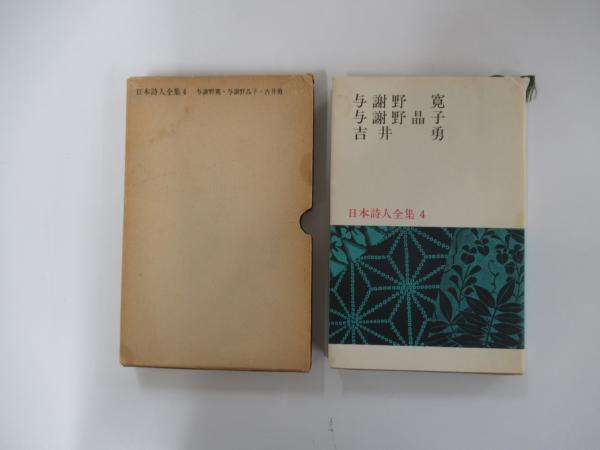 日本詩人全集 4 与謝野寛・与謝野晶子・吉井勇
与謝野 寛
与謝野晶子
吉井 勇
日本詩人全集 4